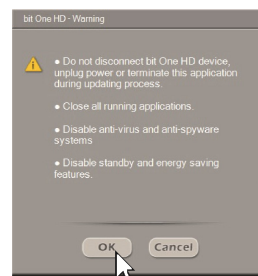 bit One HD - Warning
● Do not disconnect bit One HD device,
unplug power or terminate this application
during updating process.
● Close all running applications.
● Disable anti-virus and anti-spyware
systems
● Disable standby and energy saving
features.
OK Cancel